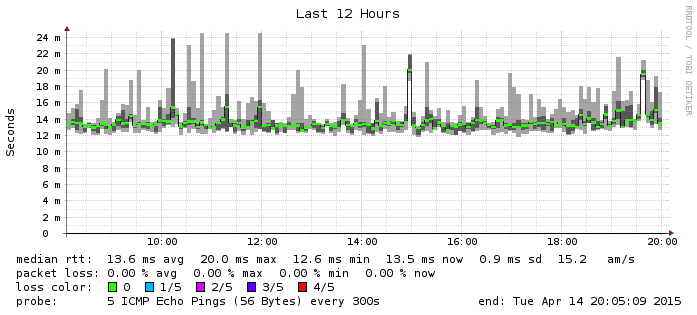 Last 12 Hours
RRDTOOL / TOBI OETIKER
Seconds
24 m
22 m
20 m
18 m
16 m
14 m
12 m
10 m
8 m
6 m
4 m
2 m
0
10:00 12:00 14:00 16:00 18:00 20:00
median rtt: 13.6 ms avg 20.0 ms max 12.6 ms min 13.5 ms now 0.9 ms sd 15.2 am/s
packet loss: 0.00 % avg 0.00 % max 0.00 % min 0.00 % now
loss color: 0 1/5 2/5 3/5 4/5
probe: 5 ICMP Echo Pings (56 Bytes) every 300s end: Tue Apr 14 20:05:09 2015